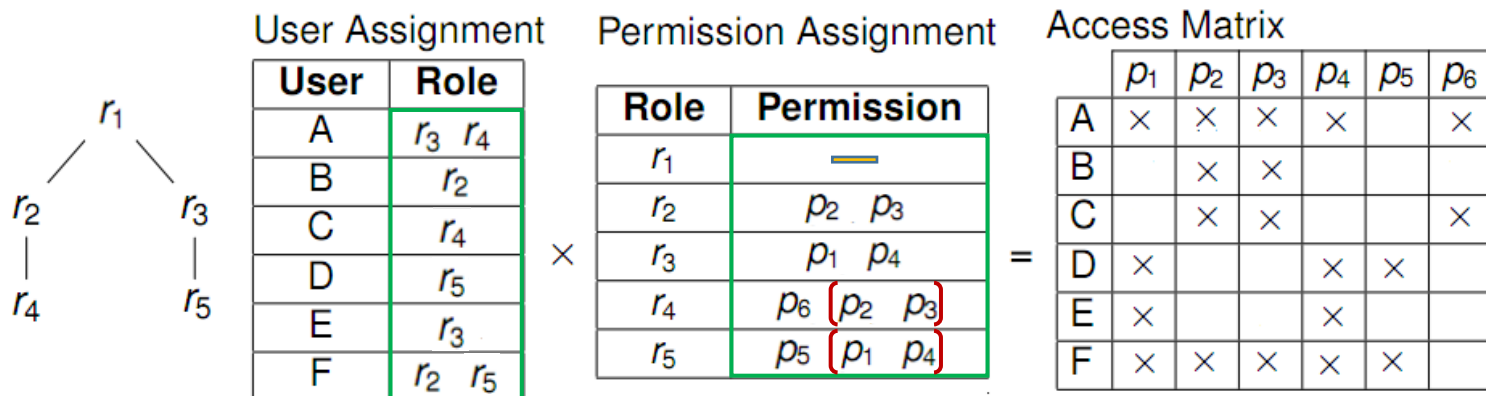 r1
r2 r3
r4 r5
User Assignment
User Role
A r3 r4
B r2
C r4
D r5
E r3
F r2 r5
×
Permission Assignment
Role Permission
r1
r2 p2 p3
r3 p1 p4
r4 p6 [p2 p3]
r5 p5 [p1 p4]
=
Access Matrix
p1 p2 p3 p4 p5 p6
A × × × × ×
B × ×
C × × ×
D × × ×
E × ×
F × × × × ×